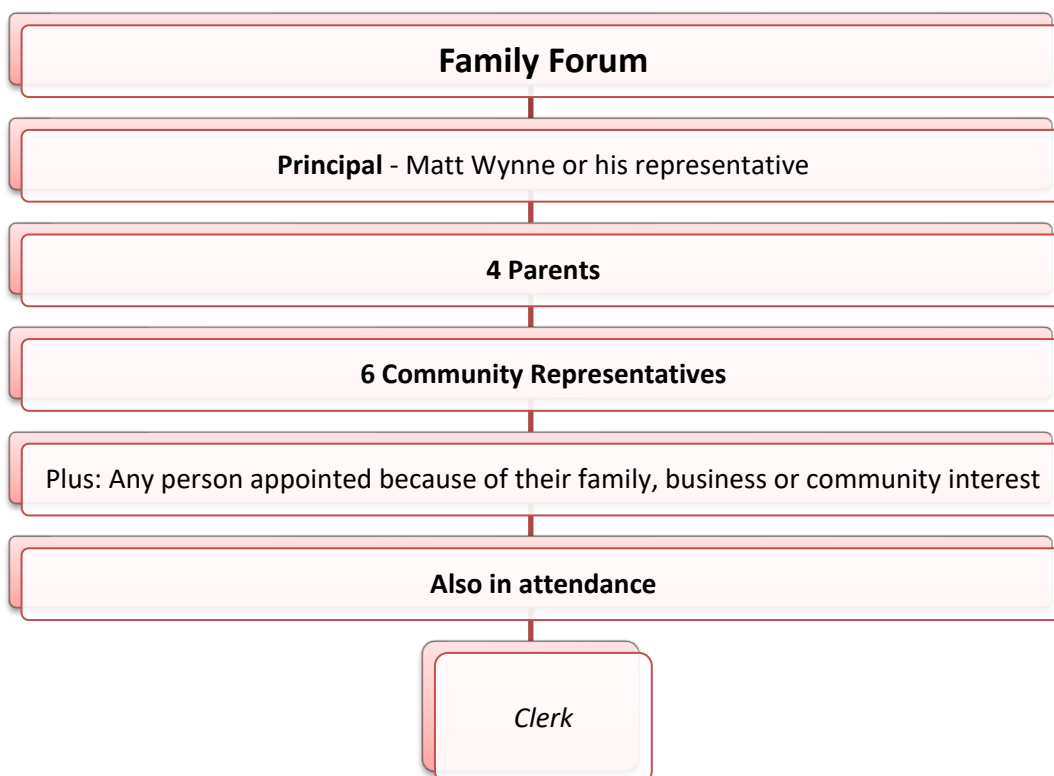 Family Forum
Principal - Matt Wynne or his representative
4 Parents
6 Community Representatives
Plus: Any person appointed because of their family, business or community interest
Also in attendance
Clerk